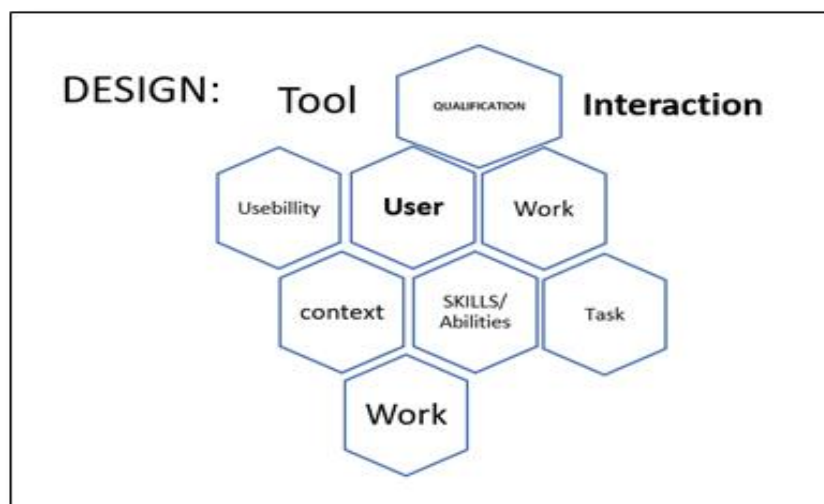 DESIGN:
Tool
QUALIFICATION
Interaction
Usebillity
User
Work
context
SKILLS/
Abilities
Task
Work